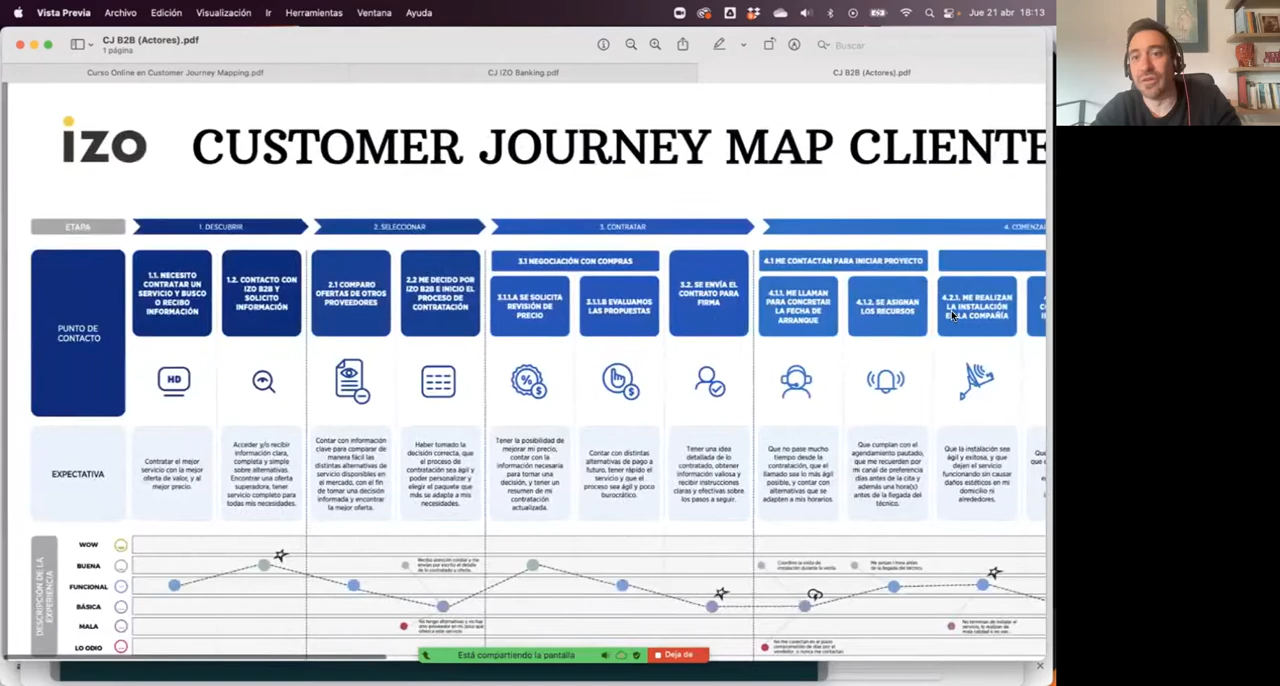 Vista Previa Archivo Edición Visualización Ir Herramientas Ventana Ayuda
Jue 21 abr 18:13
CJ B2B (Actores).pdf
1 página
Buscar
Curso Online en Customer Journey Mapping.pdf
CJ IZO Banking.pdf
CJ B2B (Actores).pdf
izo
CUSTOMER JOURNEY MAP CLIENTE
ETAPA
1. DESCUBRIR
2. SELECCIONAR
3. CONTRATAR
4. COMENZA
PUNTO DE
CONTACTO
1.1. NECESITO
CONTRATAR UN
SERVICIO Y BUSCO
O RECIBO
INFORMACIÓN
1.2. CONTACTO CON
IZO B2B Y
SOLICITO
INFORMACIÓN
2.1 COMPARO
OFERTAS DE OTROS
PROVEEDORES
2.2 ME DECIDO POR
IZO B2B E INICIO EL
PROCESO DE
CONTRATACIÓN
3.1 NEGOCIACIÓN CON COMPRAS
3.1.1.A SE SOLICITA
REVISIÓN DE
PRECIO
3.1.1.B EVALUAMOS
LAS PROPUESTAS
3.2. SE ENVÍA EL
CONTRATO PARA
FIRMA
4.1 ME CONTACTAN PARA INICIAR PROYECTO
4.1.1. ME LLAMAN
PARA CONCRETAR
LA FECHA DE
ARRANQUE
4.1.2. SE ASIGNAN
LOS RECURSOS
4.2.1. ME REALIZAN
LA INSTALACIÓN
EN LA COMPAÑÍA
HD
EXPECTATIVA
Contratar el mejor
servicio con la mejor
oferta de valor, y al
mejor precio.
Acceder y/o recibir
información clara,
completa y simple
sobre alternativas.
Encontrar una oferta
superadora, tener
servicio completo para
todas mis necesidades.
Contar con información
clave para comparar de
manera fácil las
distintas alternativas de
servicio disponibles en
el mercado, con el fin
de tomar una decisión
informada y encontrar
la mejor oferta.
Haber tomado la
decisión correcta, que
el proceso de
contratación sea ágil y
poder personalizar y
elegir el paquete que
más se adapte a mis
necesidades.
Tener la posibilidad de
mejorar mi precio,
contar con la
información necesaria
para tomar una
decisión, y tener un
resumen de mi
contratación
actualizada.
Contar con distintas
alternativas de pago a
futuro, tener rápido el
servicio y que el
proceso sea ágil y poco
burocrático.
Tener una idea
detallada de lo
contratado, obtener
información valiosa y
recibir instrucciones
claras y efectivas sobre
los pasos a seguir.
Que no pase mucho
tiempo desde la
contratación, que el
llamado sea lo más ágil
posible, y contar con
alternativas que se
adapten a mis horarios.
Que cumplan con el
agendamiento pautado,
que me recuerden por
mi canal de preferencia
días antes de la cita y
además una hora(s)
antes de la llegada del
técnico.
Que la instalación sea
ágil y exitosa, y que
dejen el servicio
funcionando sin causar
daños estéticos en mi
domicilio ni
alrededores.
DESCRIPCIÓN DE LA
EXPERIENCIA
WOW
BUENA
FUNCIONAL
BÁSICA
MALA
LO ODIO
Está compartiendo la pantalla
Deja de